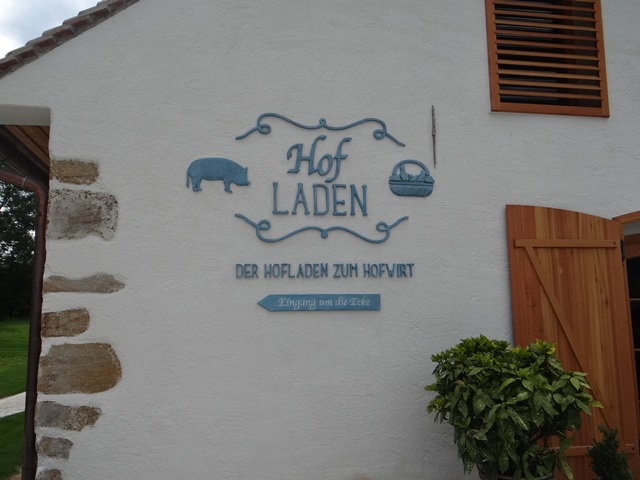 Hof
LADEN
DER HOFLADEN ZUM HOFWIRT
Eingang um die Ecke